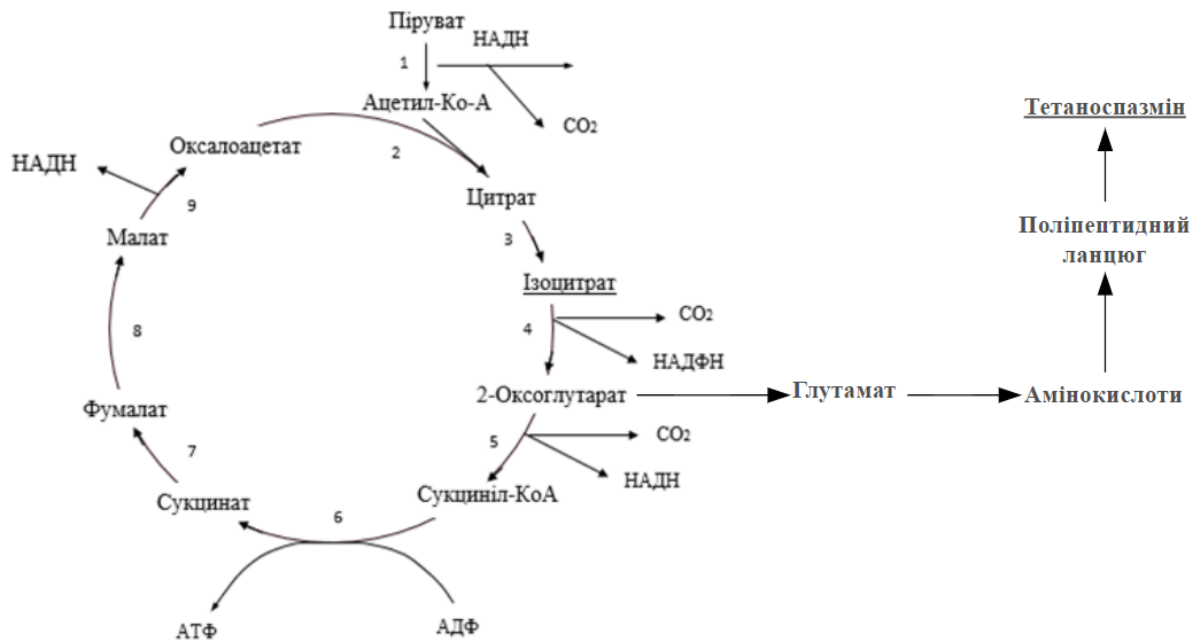 Піруват
НАДН
1
Ацетил-Ко-А
CO2
Тетаноспазмін
Оксалоацетат
2
НАДН
9
Цитрат
Малат
3
Поліпептидний
ланцюг
Ізоцитрат
CO2
4
8
НАДФН
2-Оксоглутарат
Глутамат
Амінокислоти
Фумалат
CO2
5
7
НАДН
Сукцинат
Сукциніл-КоА
6
АТФ
АДФ